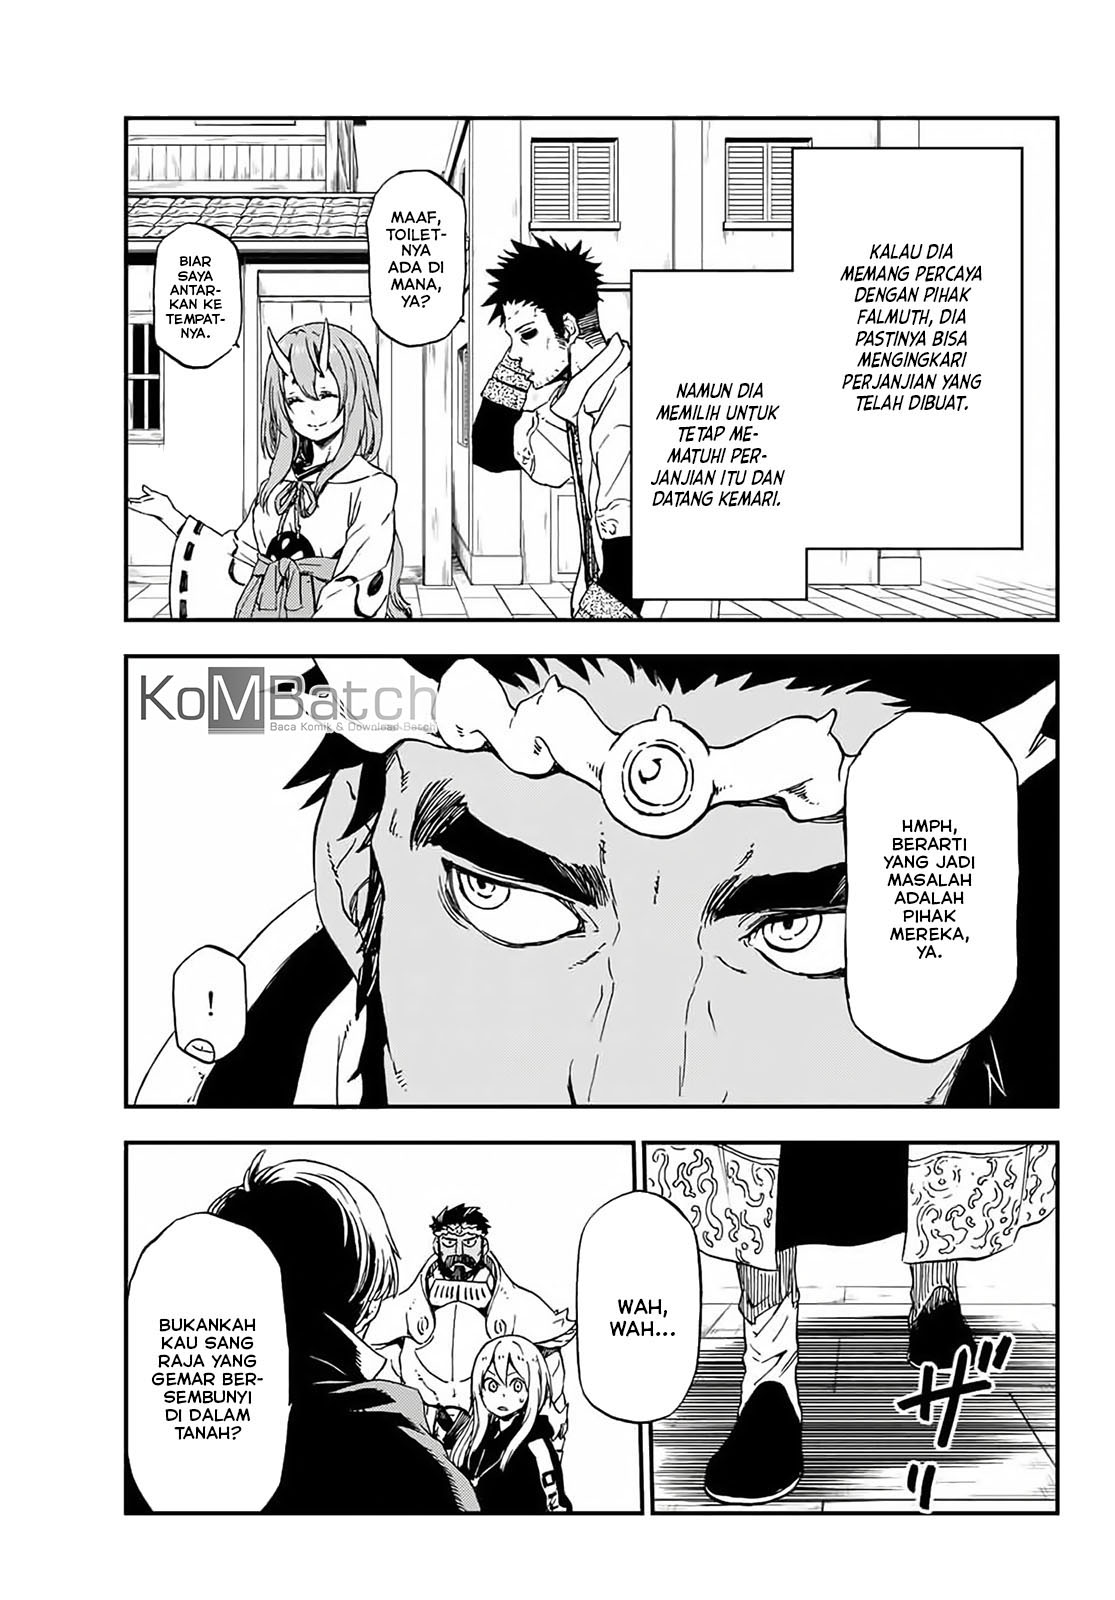 KALAU DIA
MEMANG PERCAYA
DENGAN PIHAK
FALMUTH, DIA
PASTINYA BISA
MENGINGKARI
PERJANJIAN YANG
TELAH DIBUAT.
NAMUN DIA
MEMILIH UNTUK
TETAP ME-
MATUHI PER-
JANJIAN ITU DAN
DATANG KEMARI.
MAAF,
TOILET-
NYA
ADA DI
MANA,
YA?
BIAR
SAYA
ANTAR-
KAN KE
TEMPAT-
NYA.
KoMBatch
Baca Komik & Download Batch
HMPH,
BERARTI
YANG JADI
MASALAH
ADALAH
PIHAK
MEREKA,
YA.
!
ザッ
WAH,
WAH...
BUKANKAH
KAU SANG
RAJA YANG
GEMAR BER-
SEMBUNYI
DI DALAM
TANAH?